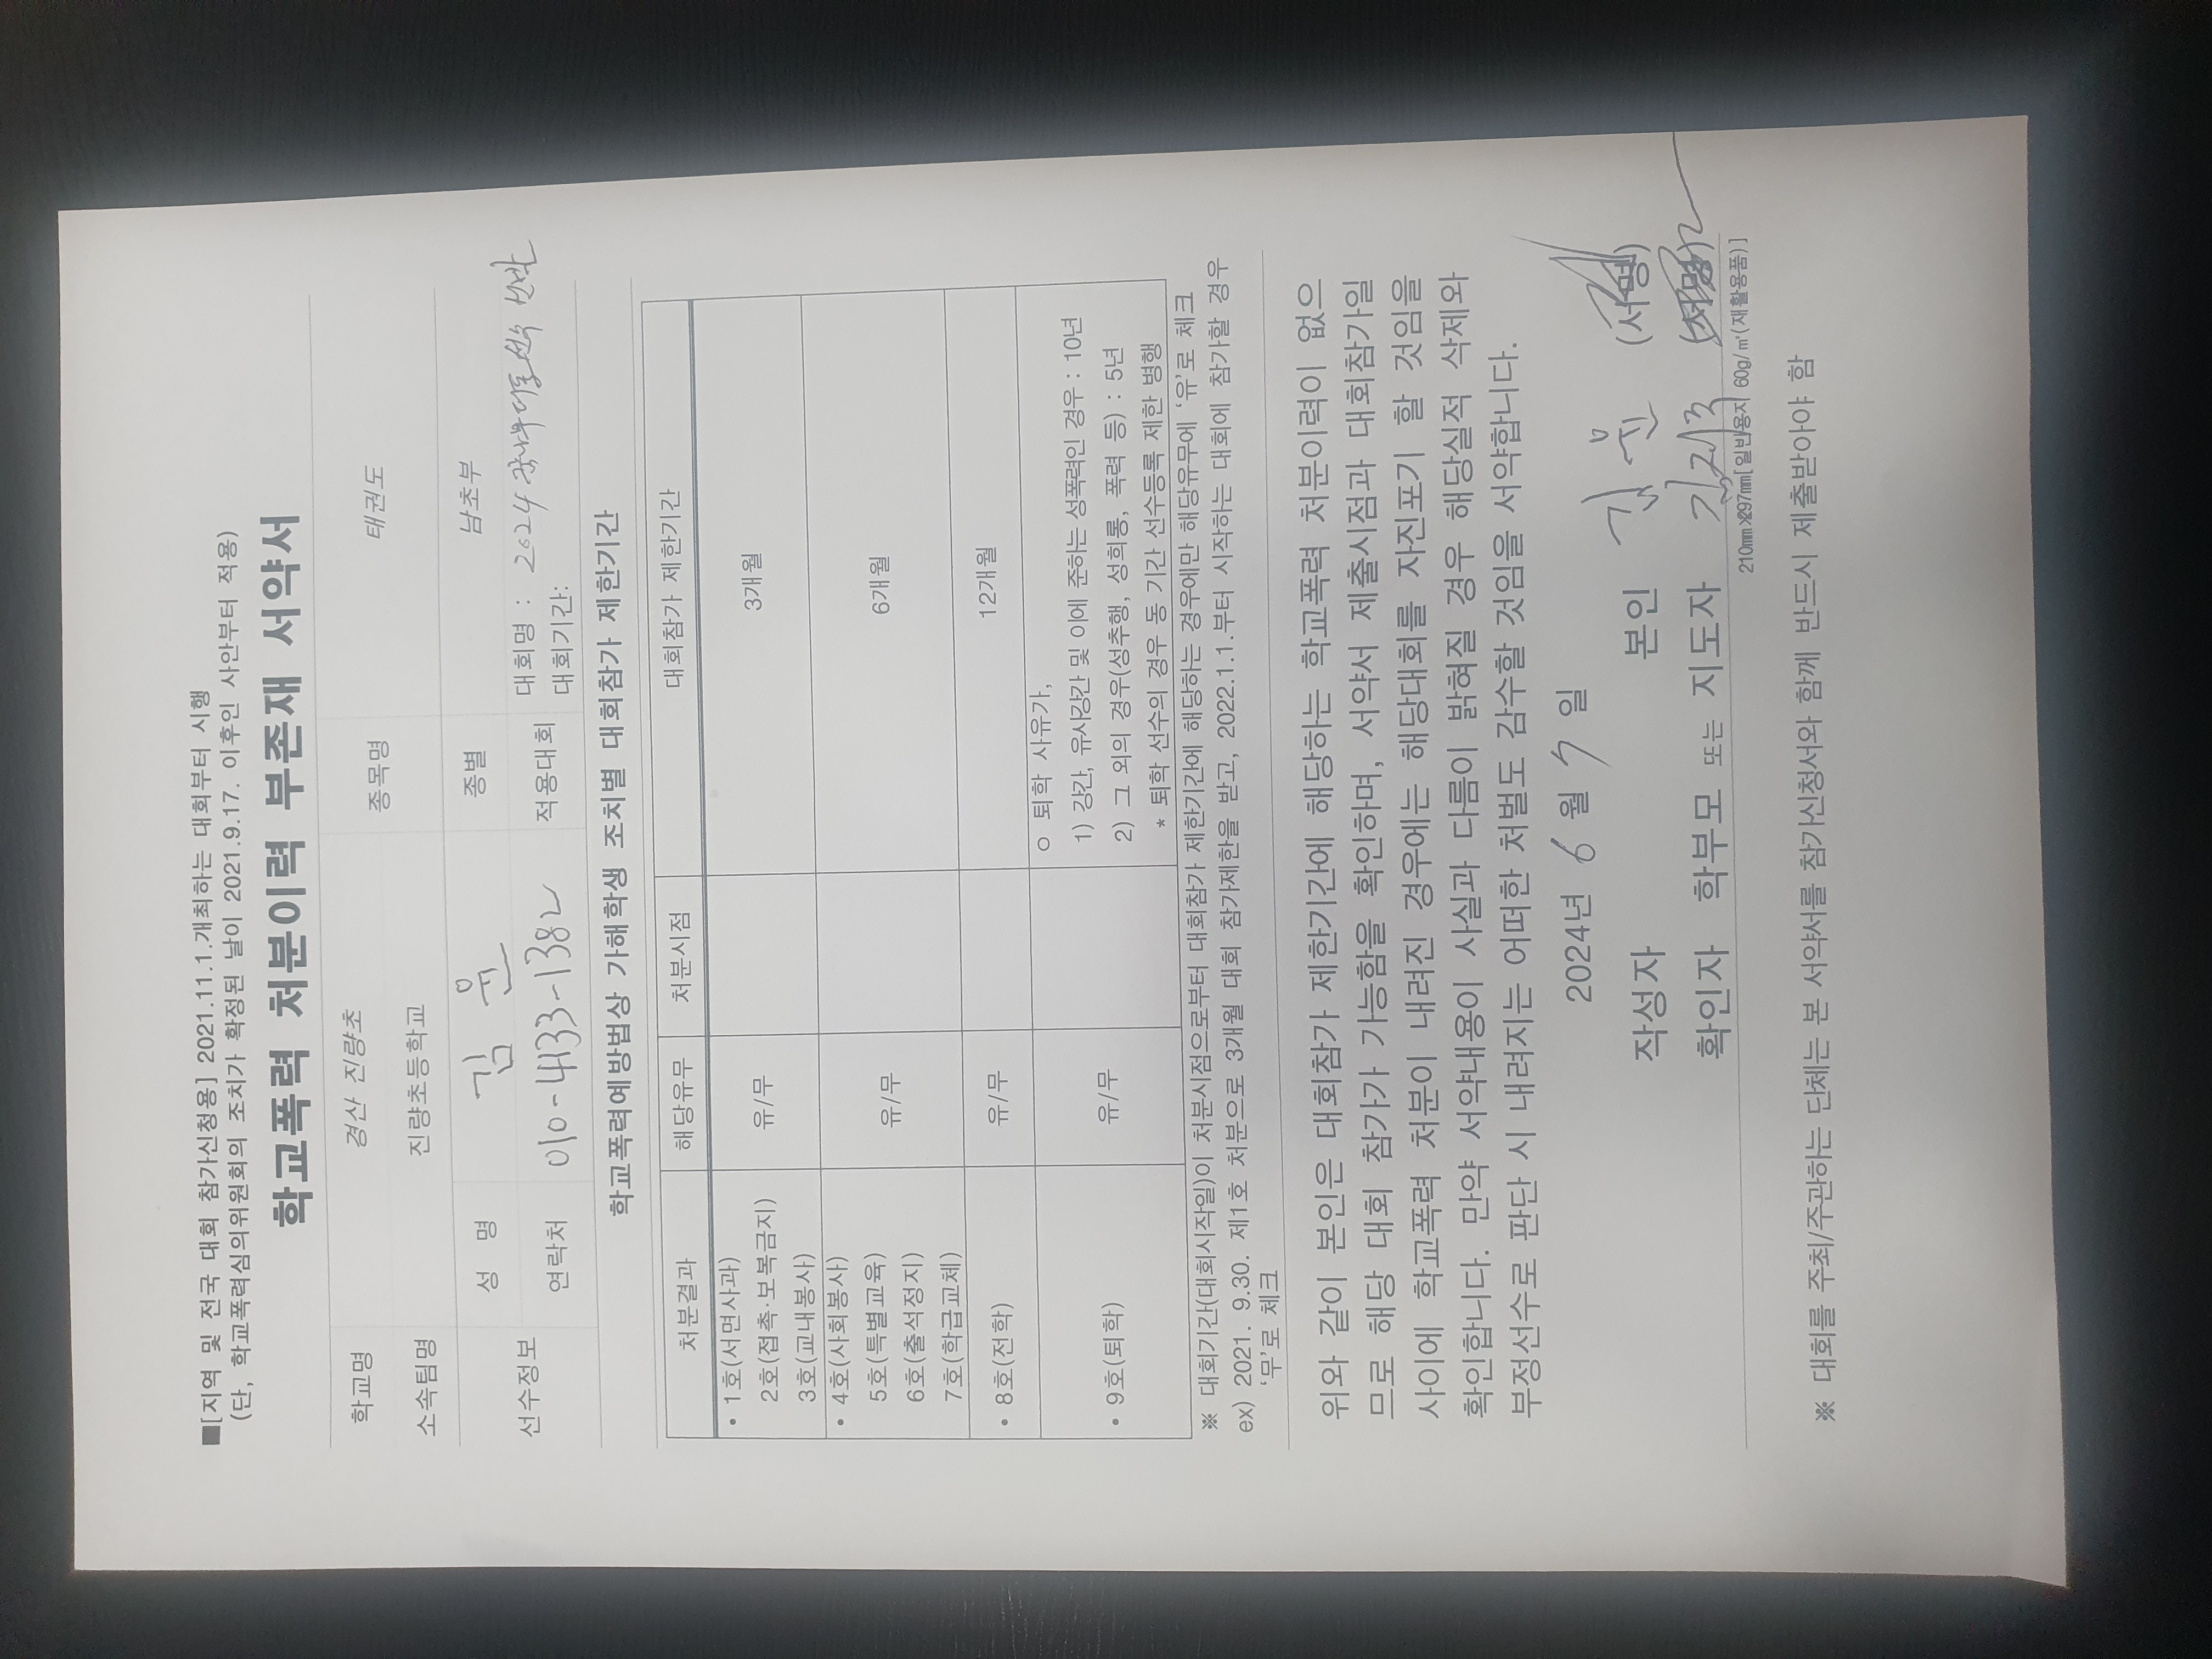 ■[지역 및 전국 대회 참가신청용] 2021.11.1.개최하는 대회부터 시행
(단, 학교폭력심의위원회의 조치가 확정된 날이 2021.9.17. 이후인 사안부터 적용)
학교폭력 처분이력 부존재 서약서
학교명 경산 진량초 종목명 태권도
소속팀명 진량초등학교
선수정보 성 명 김 윤 종별 남초부
연락처 010-4133-1382 적용대회 대회명 : 2024
대회기간:
학교폭력예방법상 가해학생 조치별 대회참가 제한기간
처분결과 해당유무 처분시점 대회참가 제한기간
• 1호(서면사과)
2호(접촉·보복금지) 유/무 3개월
3호(교내봉사)
• 4호(사회봉사)
5호(특별교육) 유/무 6개월
6호(출석정지)
7호(학급교체)
• 8호(전학) 유/무 12개월
• 9호(퇴학) 유/무
○ 퇴학 사유가,
1) 강간, 유사강간 및 이에 준하는 성폭력인 경우 : 10년
2) 그 외의 경우(성추행, 성희롱, 폭력 등) : 5년
* 퇴학 선수의 경우 동 기간 선수등록 제한 병행
※ 대회기간(대회시작일)이 처분시점으로부터 대회참가 제한기간에 해당하는 경우에만 해당유무에 '유'로 체크
ex) 2021. 9.30. 제1호 처분으로 3개월 대회 참가제한을 받고, 2022.1.1.부터 시작하는 대회에 참가할 경우
'무'로 체크
위와 같이 본인은 대회참가 제한기간에 해당하는 학교폭력 처분이력이 없으
므로 해당 대회 참가가 가능함을 확인하며, 서약서 제출시점과 대회참가일
사이에 학교폭력 처분이 내려진 경우에는 해당대회를 자진포기 할 것임을
확인합니다. 만약 서약내용이 사실과 다름이 밝혀질 경우 해당실적 삭제와
부정선수로 판단 시 내려지는 어떠한 처벌도 감수할 것임을 서약합니다.
2024년 6 월 7 일
작성자 본인 김 윤 (서명)
확인자 학부모 또는 지도자 (서명)
210mm×297mm[일반용지 60g/㎡(재활용품)]
※ 대회를 주최/주관하는 단체는 본 서약서를 참가신청서와 함께 반드시 제출받아야 함